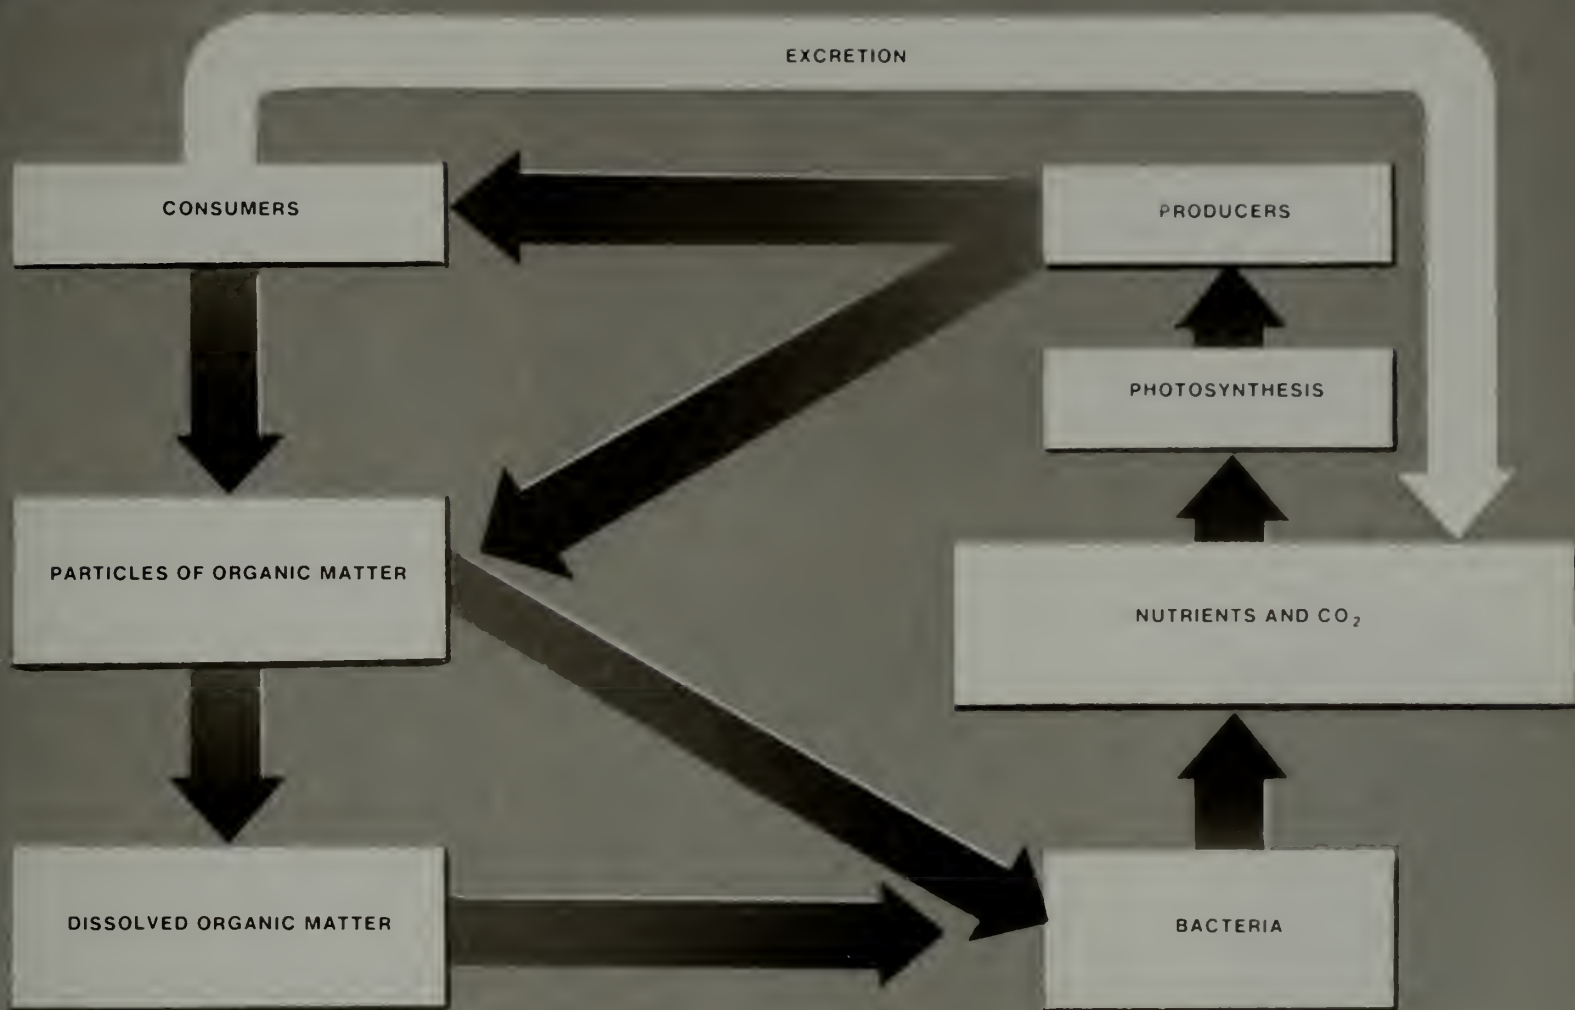 EXCRETION
CONSUMERS
PRODUCERS
PHOTOSYNTHESIS
PARTICLES OF ORGANIC MATTER
NUTRIENTS AND CO₂
DISSOLVED ORGANIC MATTER
BACTERIA